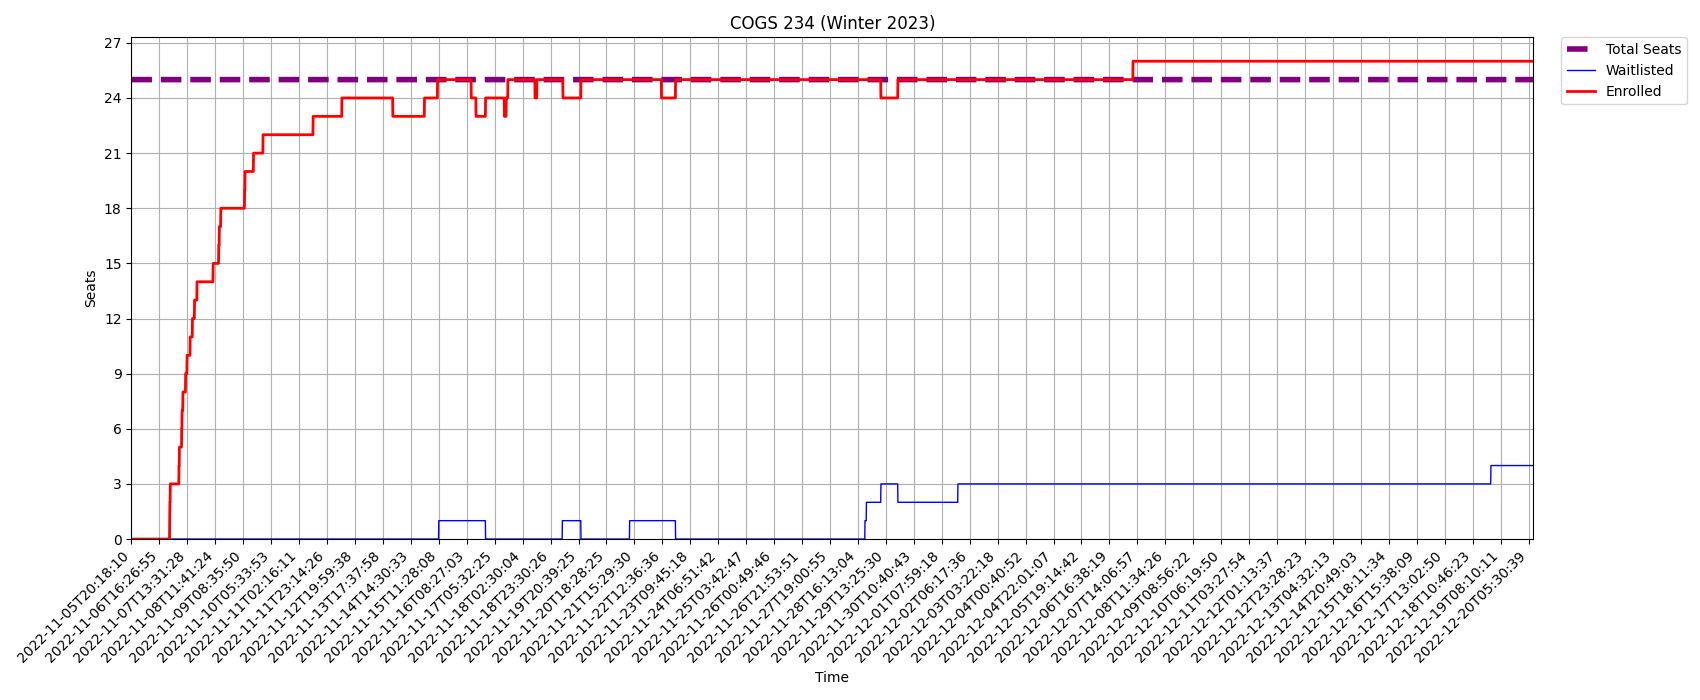 COGS 234 (Winter 2023)
27
24
21
18
15
12
9
6
3
0
Seats
Total Seats
Waitlisted
Enrolled
2022-11-05T20:18:10
2022-11-06T16:26:55
2022-11-07T13:31:28
2022-11-08T11:41:24
2022-11-09T08:35:50
2022-11-10T05:33:53
2022-11-11T02:16:11
2022-11-11T23:14:26
2022-11-12T19:59:38
2022-11-13T17:37:58
2022-11-14T14:30:33
2022-11-15T11:28:08
2022-11-16T08:27:03
2022-11-17T05:32:25
2022-11-18T02:30:04
2022-11-18T23:30:26
2022-11-19T20:39:25
2022-11-20T18:28:25
2022-11-21T15:29:30
2022-11-22T12:36:36
2022-11-23T09:45:18
2022-11-24T06:51:42
2022-11-25T03:42:47
2022-11-26T00:49:46
2022-11-26T21:53:51
2022-11-27T19:00:55
2022-11-28T16:13:04
2022-11-29T13:25:30
2022-11-30T10:40:43
2022-12-01T07:59:18
2022-12-02T06:17:36
2022-12-03T03:22:18
2022-12-04T00:40:52
2022-12-04T22:01:07
2022-12-05T19:14:42
2022-12-06T16:38:19
2022-12-07T14:06:57
2022-12-08T11:34:26
2022-12-09T08:56:22
2022-12-10T06:19:50
2022-12-11T03:27:54
2022-12-12T01:13:37
2022-12-12T23:28:23
2022-12-13T04:32:13
2022-12-14T20:49:03
2022-12-15T18:11:34
2022-12-16T15:38:09
2022-12-17T13:02:50
2022-12-18T10:46:23
2022-12-19T08:10:11
2022-12-20T05:30:39
Time